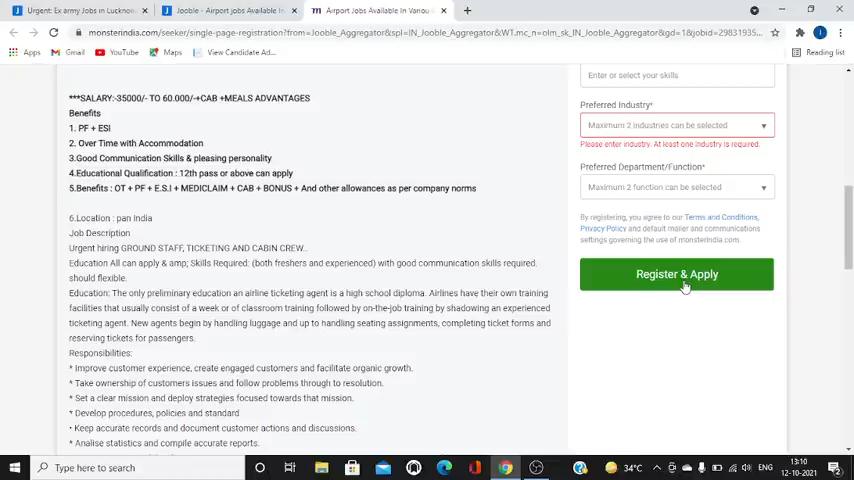 Urgent: Ex army Jobs in Lucknow
Jooble - Airport jobs Available In
Airport Jobs Available In Variou
monsterindia.com/seeker/single-page-registration?from=Jooble_Aggregator&spl=IN_Jooble_Aggregator&WT.mc_n=olm_sk_IN_Jooble_Aggregator&gd=1&jobid=29831935...
Apps
Gmail
YouTube
Maps
View Candidate Ad...
Reading list
***SALARY:-35000/- TO 60.000/-+CAB +MEALS ADVANTAGES
Benefits
1. PF + ESI
2. Over Time with Accommodation
3.Good Communication Skills & pleasing personality
4.Educational Qualification : 12th pass or above can apply
5.Benefits : OT + PF + E.S.I + MEDICLAIM + CAB + BONUS + And other allowances as per company norms
6.Location : pan India
Job Description
Urgent hiring GROUND STAFF, TICKETING AND CABIN CREW..
Education All can apply & amp; Skills Required: (both freshers and experienced) with good communication skills required.
should flexible.
Education: The only preliminary education an airline ticketing agent is a high school diploma. Airlines have their own training
facilities that usually consist of a week or of classroom training followed by on-the-job training by shadowing an experienced
ticketing agent. New agents begin by handling luggage and up to handling seating assignments, completing ticket forms and
reserving tickets for passengers.
Responsibilities:
* Improve customer experience, create engaged customers and facilitate organic growth.
* Take ownership of customers issues and follow problems through to resolution.
* Set a clear mission and deploy strategies focused towards that mission.
* Develop procedures, policies and standard
• Keep accurate records and document customer actions and discussions.
* Analise statistics and compile accurate reports.
Enter or select your skills
Preferred Industry*
Maximum 2 industries can be selected
Please enter industry. At least one industry is required.
Preferred Department/Function*
Maximum 2 function can be selected
By registering, you agree to our Terms and Conditions,
Privacy Policy and default mailer and communications
settings governing the use of monsterindia.com
Register & Apply
Type here to search
34°C
ENG
13:10
12-10-2021